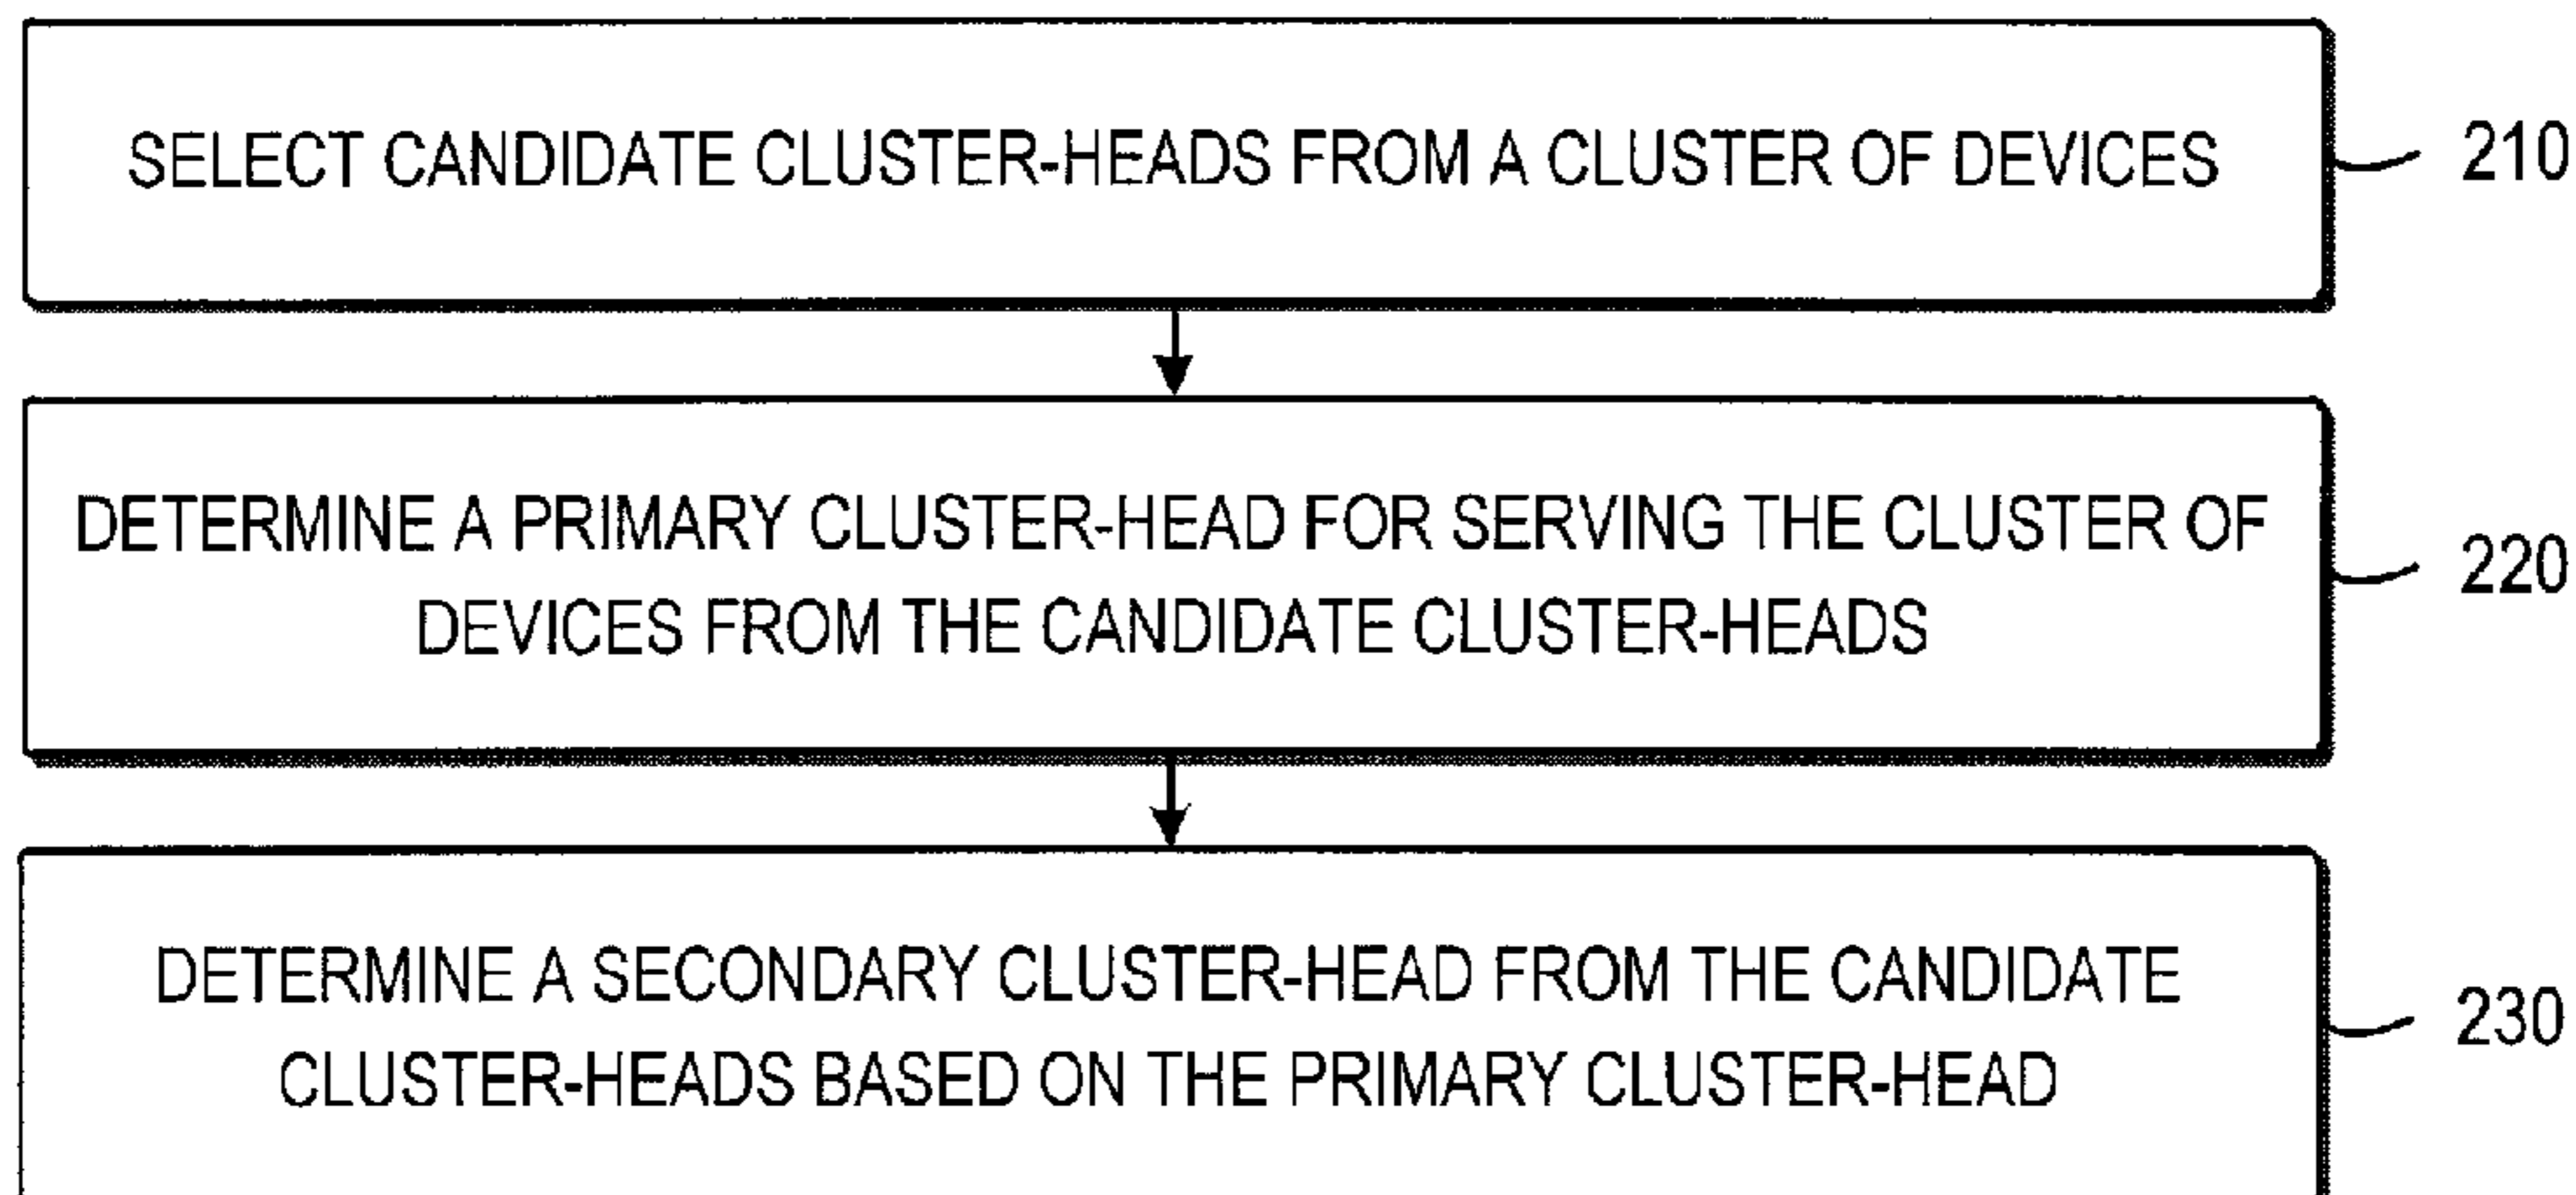 SELECT CANDIDATE CLUSTER-HEADS FROM A CLUSTER OF DEVICES
210
DETERMINE A PRIMARY CLUSTER-HEAD FOR SERVING THE CLUSTER OF
DEVICES FROM THE CANDIDATE CLUSTER-HEADS
220
DETERMINE A SECONDARY CLUSTER-HEAD FROM THE CANDIDATE
CLUSTER-HEADS BASED ON THE PRIMARY CLUSTER-HEAD
230